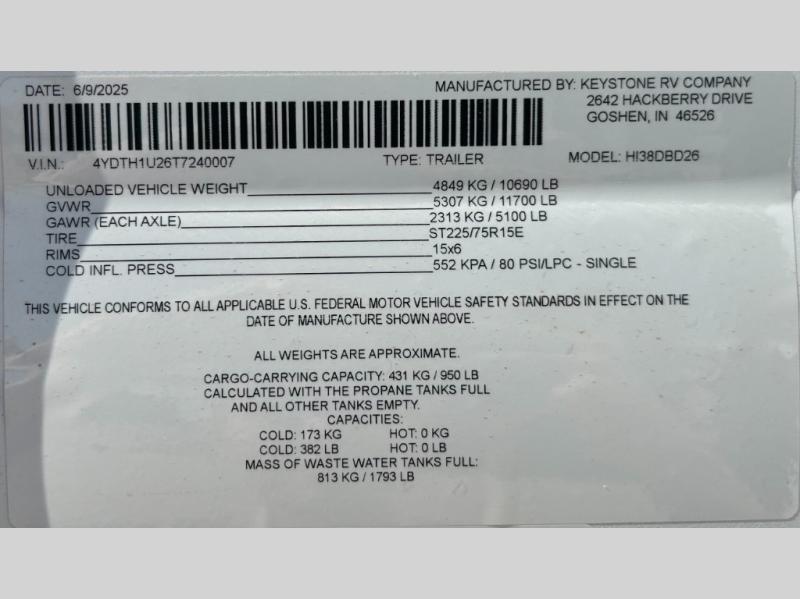 DATE: 6/9/2025 MANUFACTURED BY: KEYSTONE RV COMPANY
2642 HACKBERRY DRIVE
GOSHEN, IN 46526
V.I.N.: 4YDTH1U26T7240007 TYPE: TRAILER MODEL: HI38DBD26
UNLOADED VEHICLE WEIGHT 4849 KG / 10690 LB
GVWR 5307 KG / 11700 LB
GAWR (EACH AXLE) 2313 KG / 5100 LB
TIRE ST225/75R15E
RIMS 15x6
COLD INFL. PRESS 552 KPA / 80 PSI/LPC - SINGLE
THIS VEHICLE CONFORMS TO ALL APPLICABLE U.S. FEDERAL MOTOR VEHICLE SAFETY STANDARDS IN EFFECT ON THE
DATE OF MANUFACTURE SHOWN ABOVE.
ALL WEIGHTS ARE APPROXIMATE.
CARGO-CARRYING CAPACITY: 431 KG / 950 LB
CALCULATED WITH THE PROPANE TANKS FULL
AND ALL OTHER TANKS EMPTY.
CAPACITIES:
COLD: 173 KG HOT: 0 KG
COLD: 382 LB HOT: 0 LB
MASS OF WASTE WATER TANKS FULL:
813 KG / 1793 LB